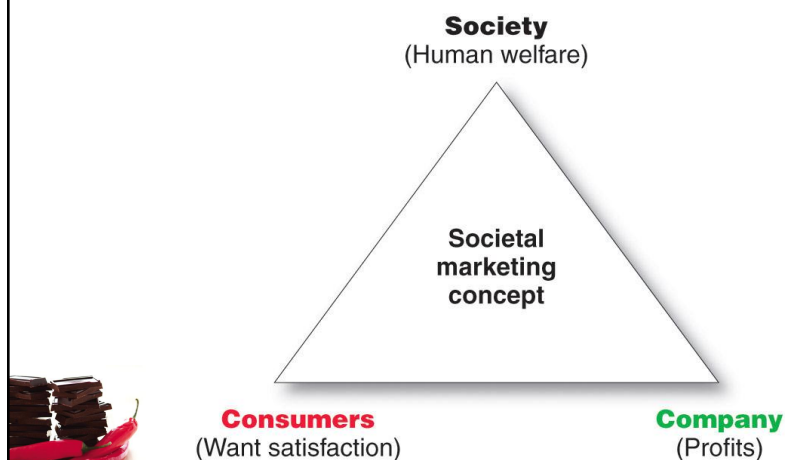 Society
(Human welfare)
Societal
marketing
concept
Consumers
(Want satisfaction)
Company
(Profits)